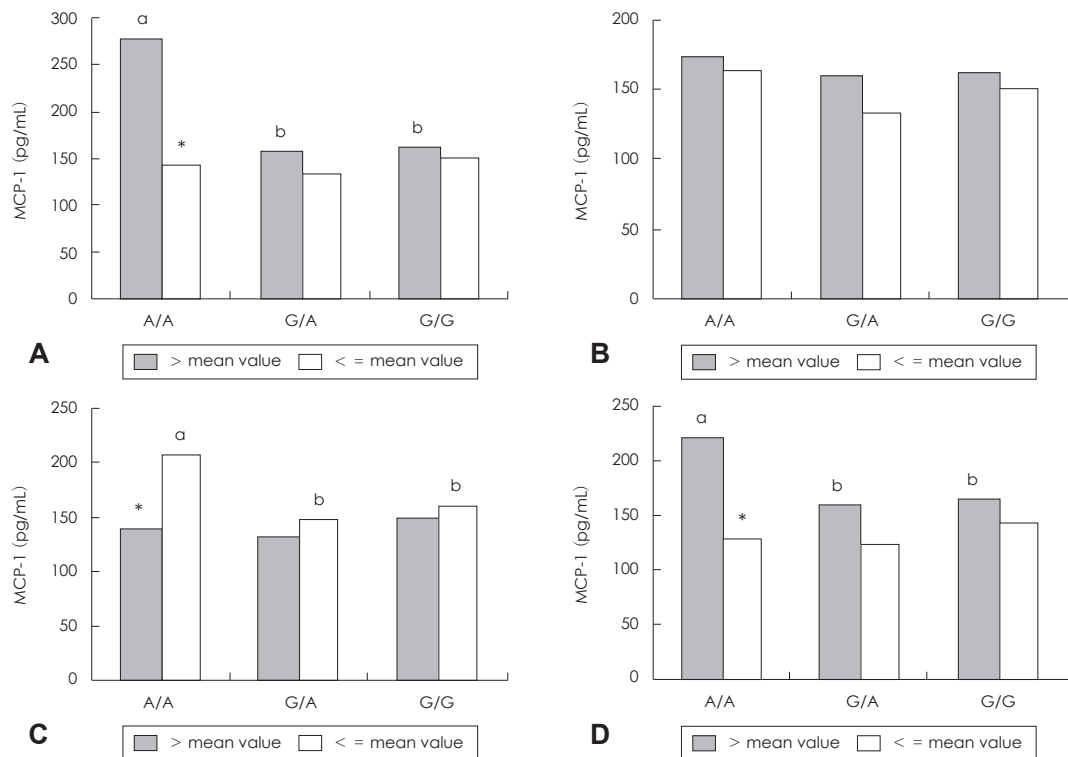 300
250
200
150
100
50
0
MCP-1 (pg/mL)
a
*
b
b
A/A
G/A
G/G
A
> mean value < = mean value
200
150
100
50
0
MCP-1 (pg/mL)
A/A
G/A
G/G
B
> mean value < = mean value
250
200
150
100
50
0
MCP-1 (pg/mL)
*
a
b
b
A/A
G/A
G/G
C
> mean value < = mean value
250
200
150
100
50
0
MCP-1 (pg/mL)
a
*
b
b
A/A
G/A
G/G
D
> mean value < = mean value